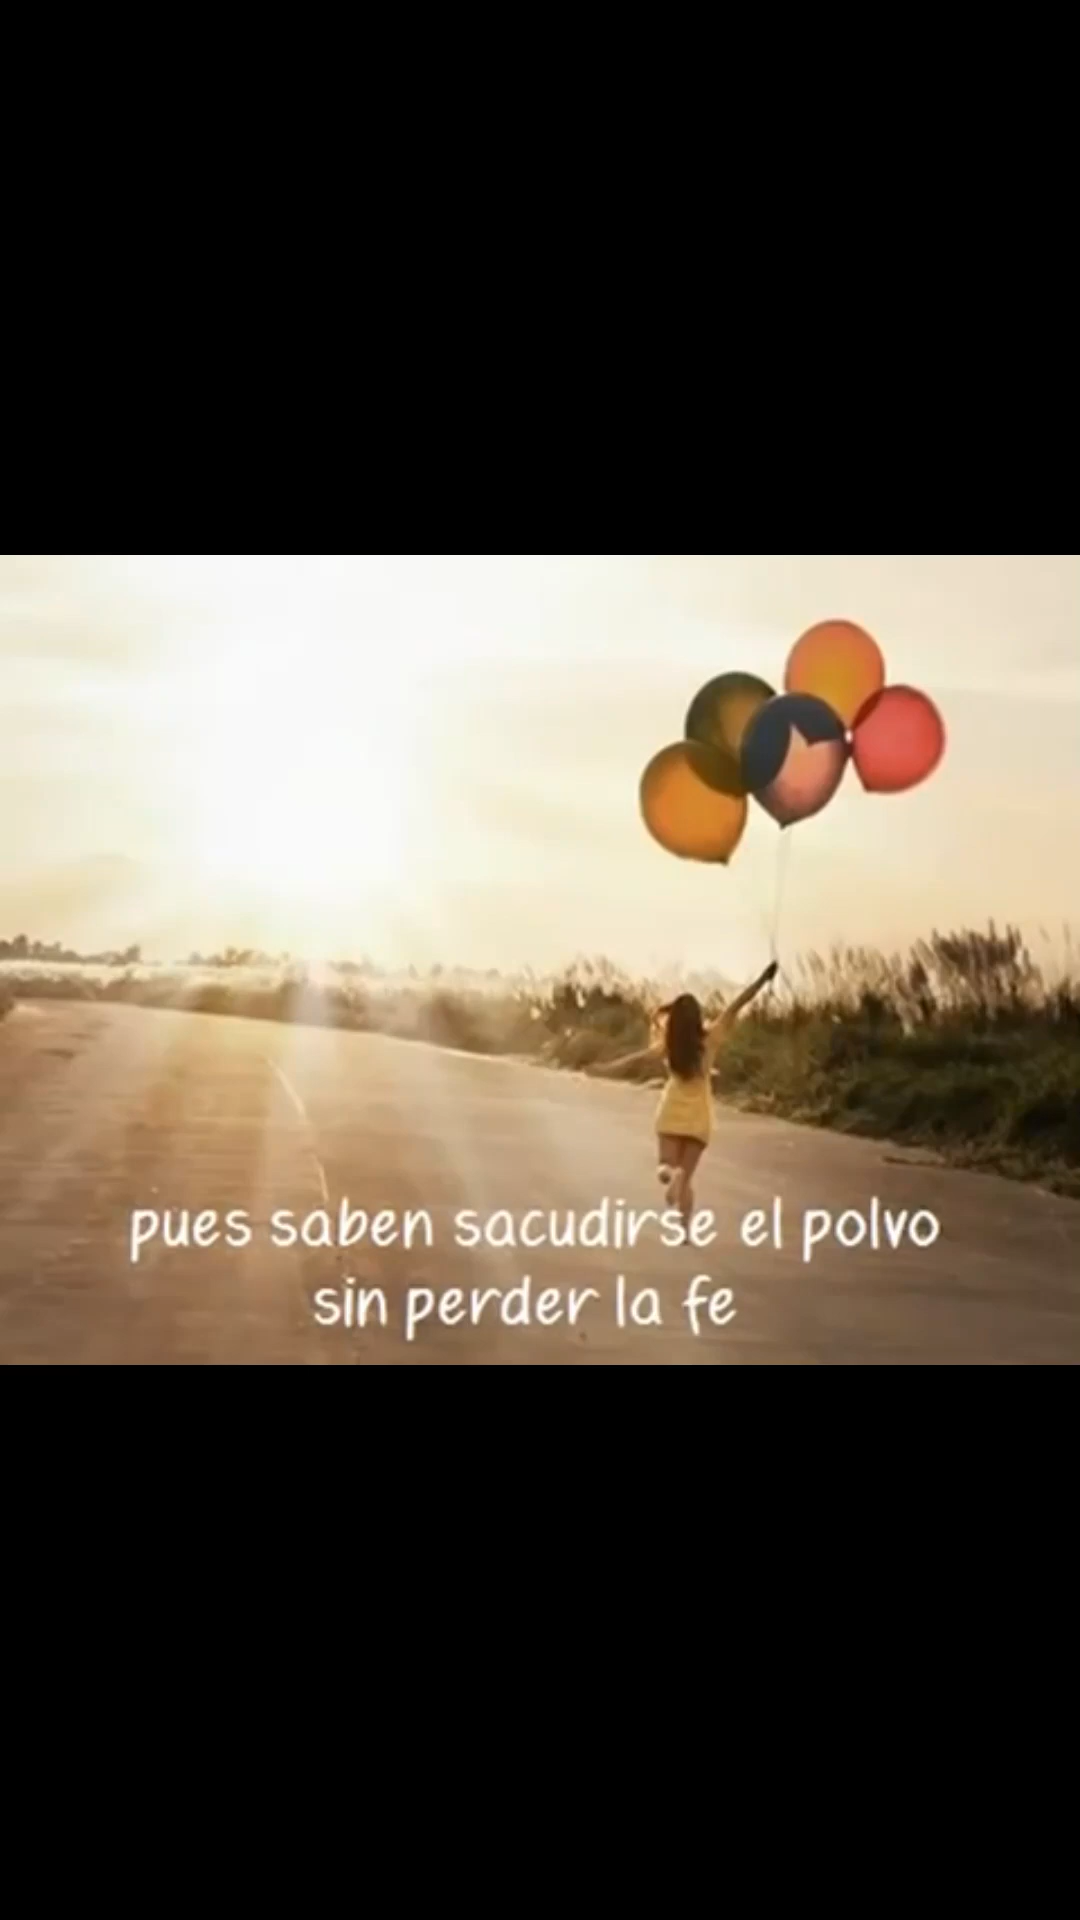 pues saben sacudirse el polvo
sin perder la fe